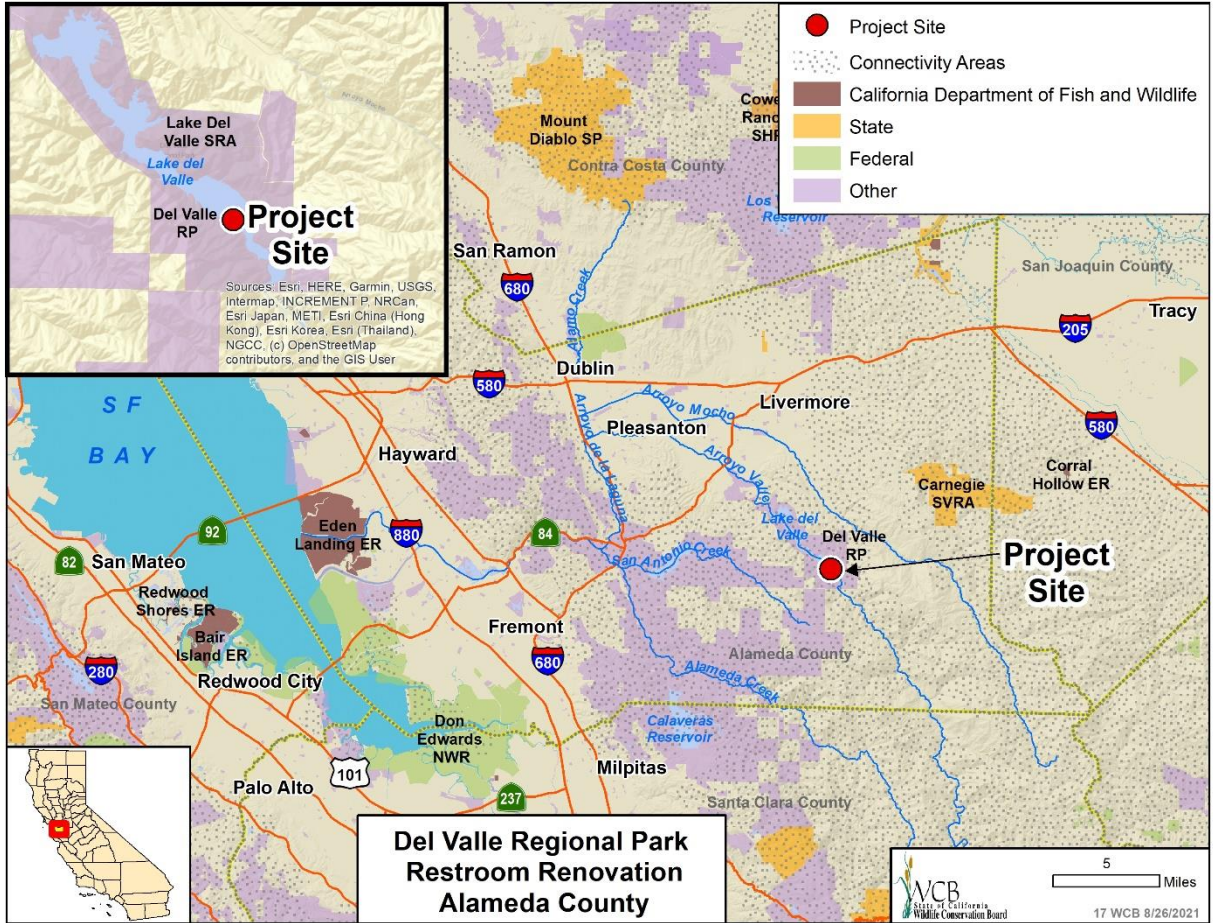 Lake Del
Valle SRA
Lake del
Valle
Del Valle
RP
Project
Site
Arroyo Mocho
Sources: Esri, HERE, Garmin, USGS,
Intermap, INCREMENT P, NRCan,
Esri Japan, METI, Esri China (Hong
Kong), Esri Korea, Esri (Thailand),
NGCC, (c) OpenStreetMap
contributors, and the GIS User
Project Site
Connectivity Areas
California Department of Fish and Wildlife
State
Federal
Other
Mount
Diablo SP
Contra Costa County
Los
Reservoir
San Ramon
680
Alamo Creek
San Joaquin County
Tracy
205
Dublin
580
Livermore
Arroyo Mocho
Pleasanton
580
S F
BAY
Hayward
Arroyo de la Laguna
Arroyo Valle
Corral
Hollow ER
Carnegie
SVRA
Eden
Landing ER
880
84
92
82
San Mateo
Lake del
Valle
Del Valle
RP
San Antonio Creek
Project
Site
Redwood
Shores ER
Bair
Island ER
Fremont
680
280
Redwood City
Alameda County
San Mateo County
Alameda Creek
Calaveras
Reservoir
Don
Edwards
NWR
Milpitas
Palo Alto
101
237
Santa Clara County
Del Valle Regional Park
Restroom Renovation
Alameda County
WCB
State of California
Wildlife Conservation Board
5
Miles
17 WCB 8/26/2021